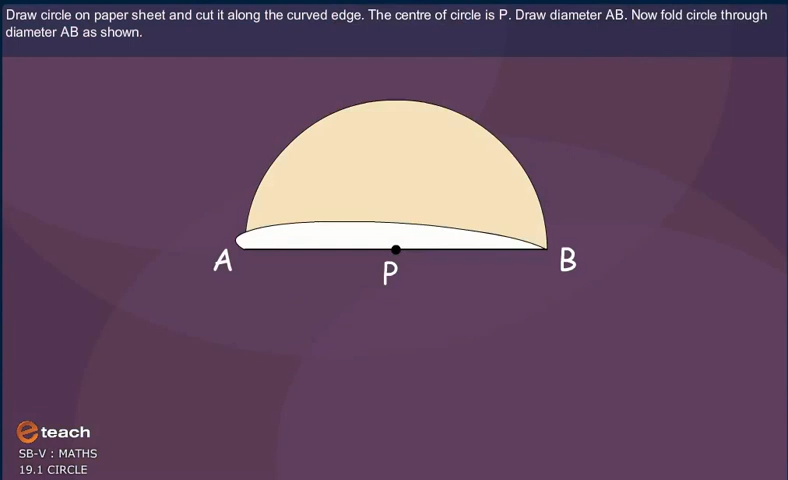 Draw circle on paper sheet and cut it along the curved edge. The centre of circle is P. Draw diameter AB. Now fold circle through
diameter AB as shown.
A
P
B
e teach
SB-V : MATHS
19.1 CIRCLE